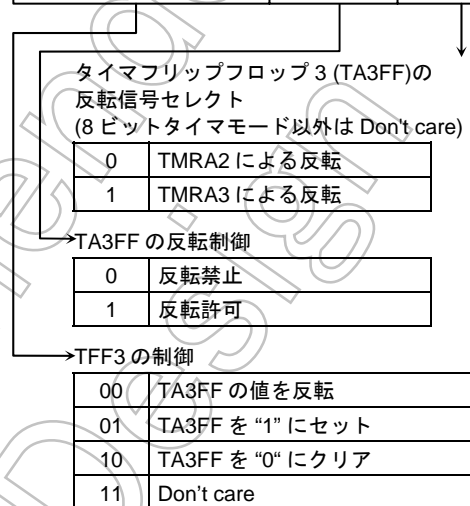 タイマフリップフロップ 3 (TA3FF)の
反転信号セレクト
(8 ビットタイマモード以外は Don't care)
0 TMRA2 による反転
1 TMRA3 による反転
TA3FF の反転制御
0 反転禁止
1 反転許可
TFF3 の制御
00 TA3FF の値を反転
01 TA3FF を “1” にセット
10 TA3FF を “0“ にクリア
11 Don’t care